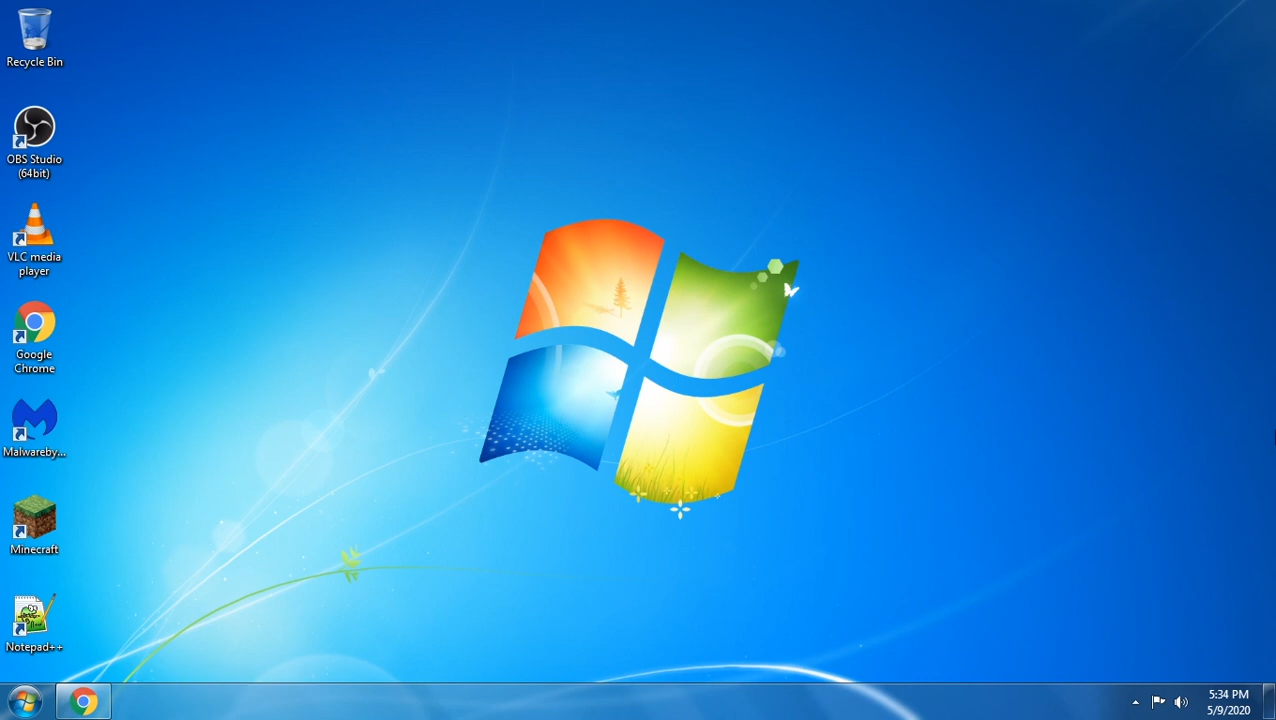 Recycle Bin
OBS Studio
(64bit)
VLC media
player
Google
Chrome
Malwareby...
Minecraft
Notepad++
5:34 PM
5/9/2020